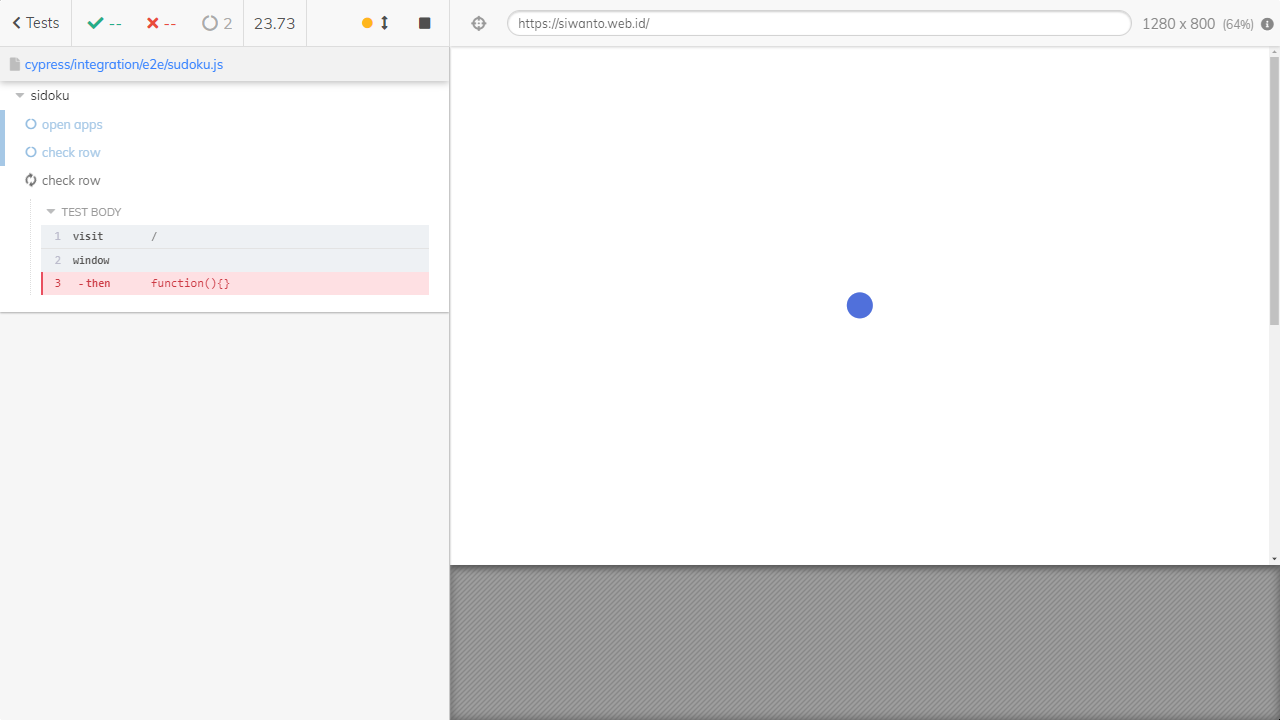 Tests -- -- 2 23.73 https://siwanto.web.id/ 1280 x 800 (64%)
cypress/integration/e2e/sudoku.js
sidoku
open apps
check row
check row
TEST BODY
1 visit /
2 window
3 -then function(){}